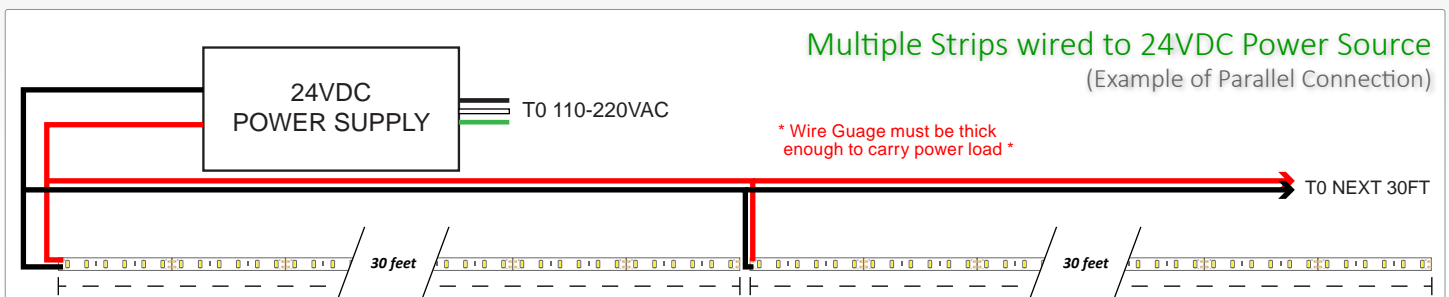 Multiple Strips wired to 24VDC Power Source
(Example of Parallel Connection)
24VDC
POWER SUPPLY
T0 110-220VAC
* Wire Guage must be thick
enough to carry power load *
T0 NEXT 30FT
30 feet
30 feet